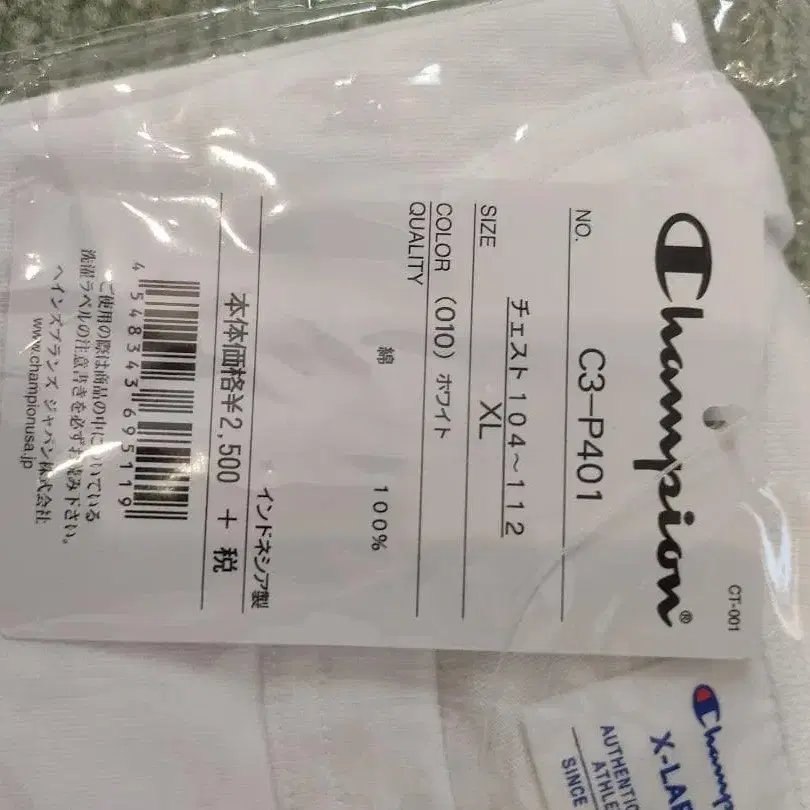 CT-001
Champion®
NO. C3-P401
SIZE チェスト104〜112
XL
COLOR (010) ホワイト
QUALITY
綿 100%
インドネシア製
本体価格¥2,500 + 税
4 548343 695119
ご使用の際は商品の中に
いている
洗濯ラベルの注意書きを必ずお読み下さい。
ヘインズブランズ ジャパン株式会社
www.championusa.jp
Champ
X-LA
AUTHENTIC
ATHLE
SINCE